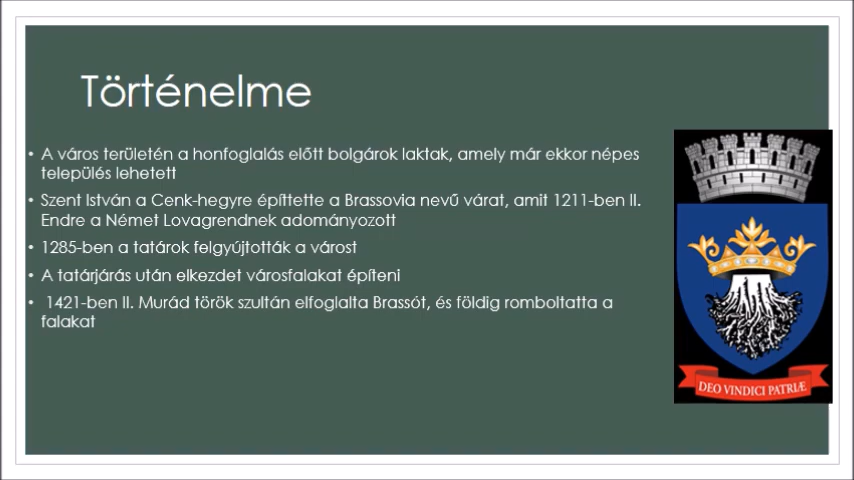 Történelme
• A város területén a honfoglalás előtt bolgárok laktak, amely már ekkor népes
település lehetett
• Szent István a Cenk-hegyre építtette a Brassovia nevű várat, amit 1211-ben II.
Endre a Német Lovagrendnek adományozott
• 1285-ben a tatárok felgyújtották a várost
• A tatárjárás után elkezdet városfalakat építeni
• 1421-ben II. Murád török szultán elfoglalta Brassót, és földig romboltatta a
falakat
DEO VINDICI PATRIÆ